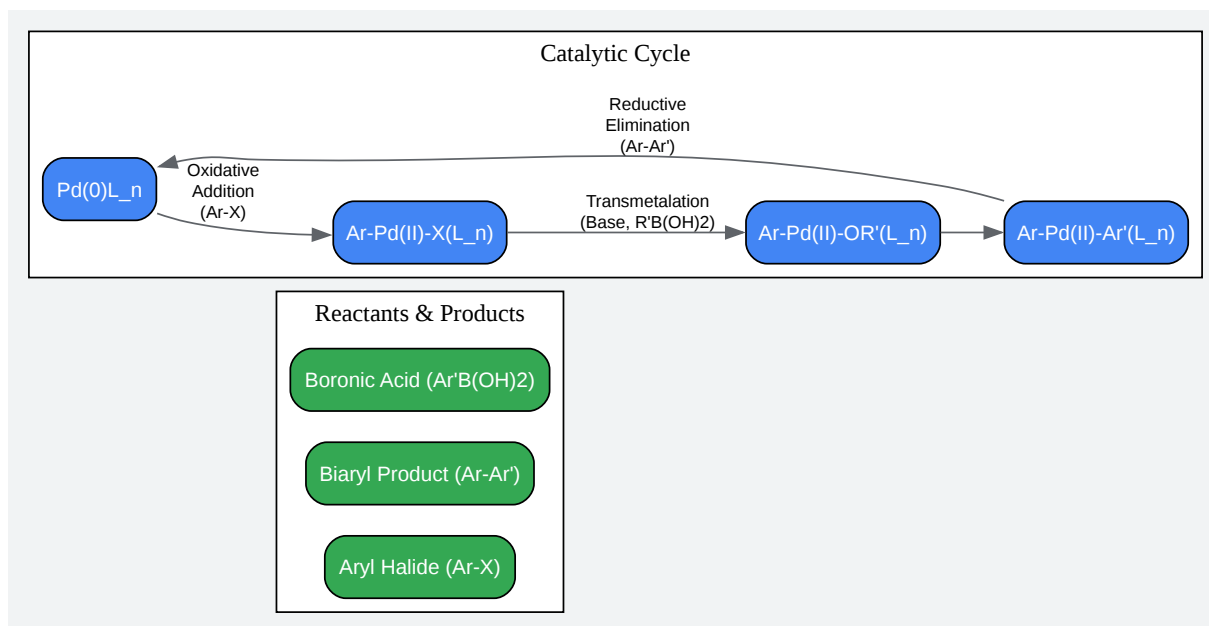 Catalytic Cycle
Reductive
Elimination
(Ar-Ar')
Oxidative
Addition
(Ar-X)
Pd(0)L_n
Transmetalation
(Base, R'B(OH)2)
Ar-Pd(II)-X(L_n)
Ar-Pd(II)-OR'(L_n)
Ar-Pd(II)-Ar'(L_n)
Reactants & Products
Boronic Acid (Ar'B(OH)2)
Biaryl Product (Ar-Ar')
Aryl Halide (Ar-X)